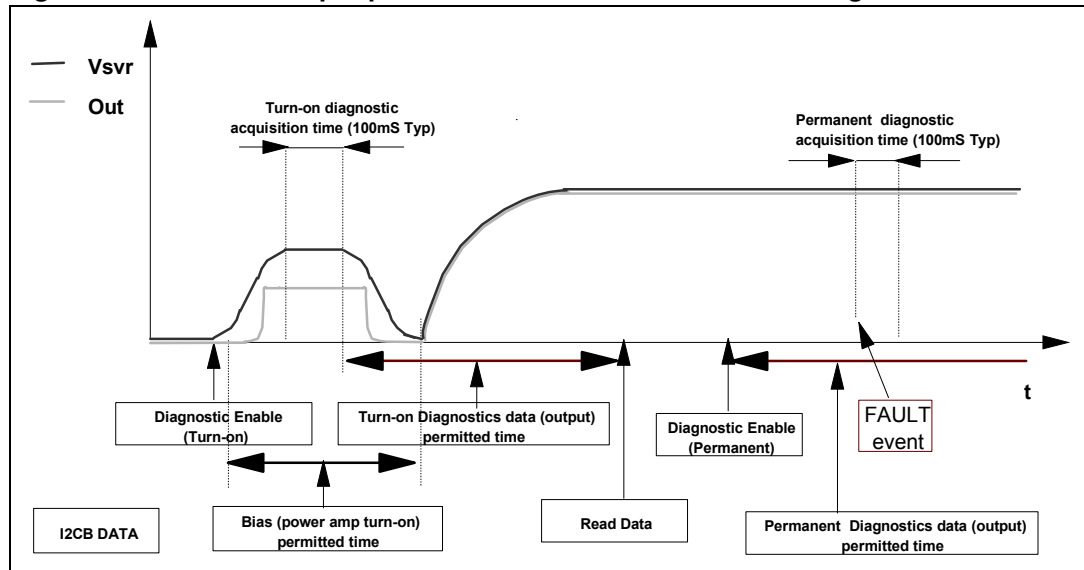 Vsvr
Out
Turn-on diagnostic
acquisition time (100mS Typ)
Permanent diagnostic
acquisition time (100mS Typ)
t
Diagnostic Enable
(Turn-on)
Turn-on Diagnostics data (output)
permitted time
Diagnostic Enable
(Permanent)
FAULT
event
I2CB DATA
Bias (power amp turn-on)
permitted time
Read Data
Permanent Diagnostics data (output)
permitted time